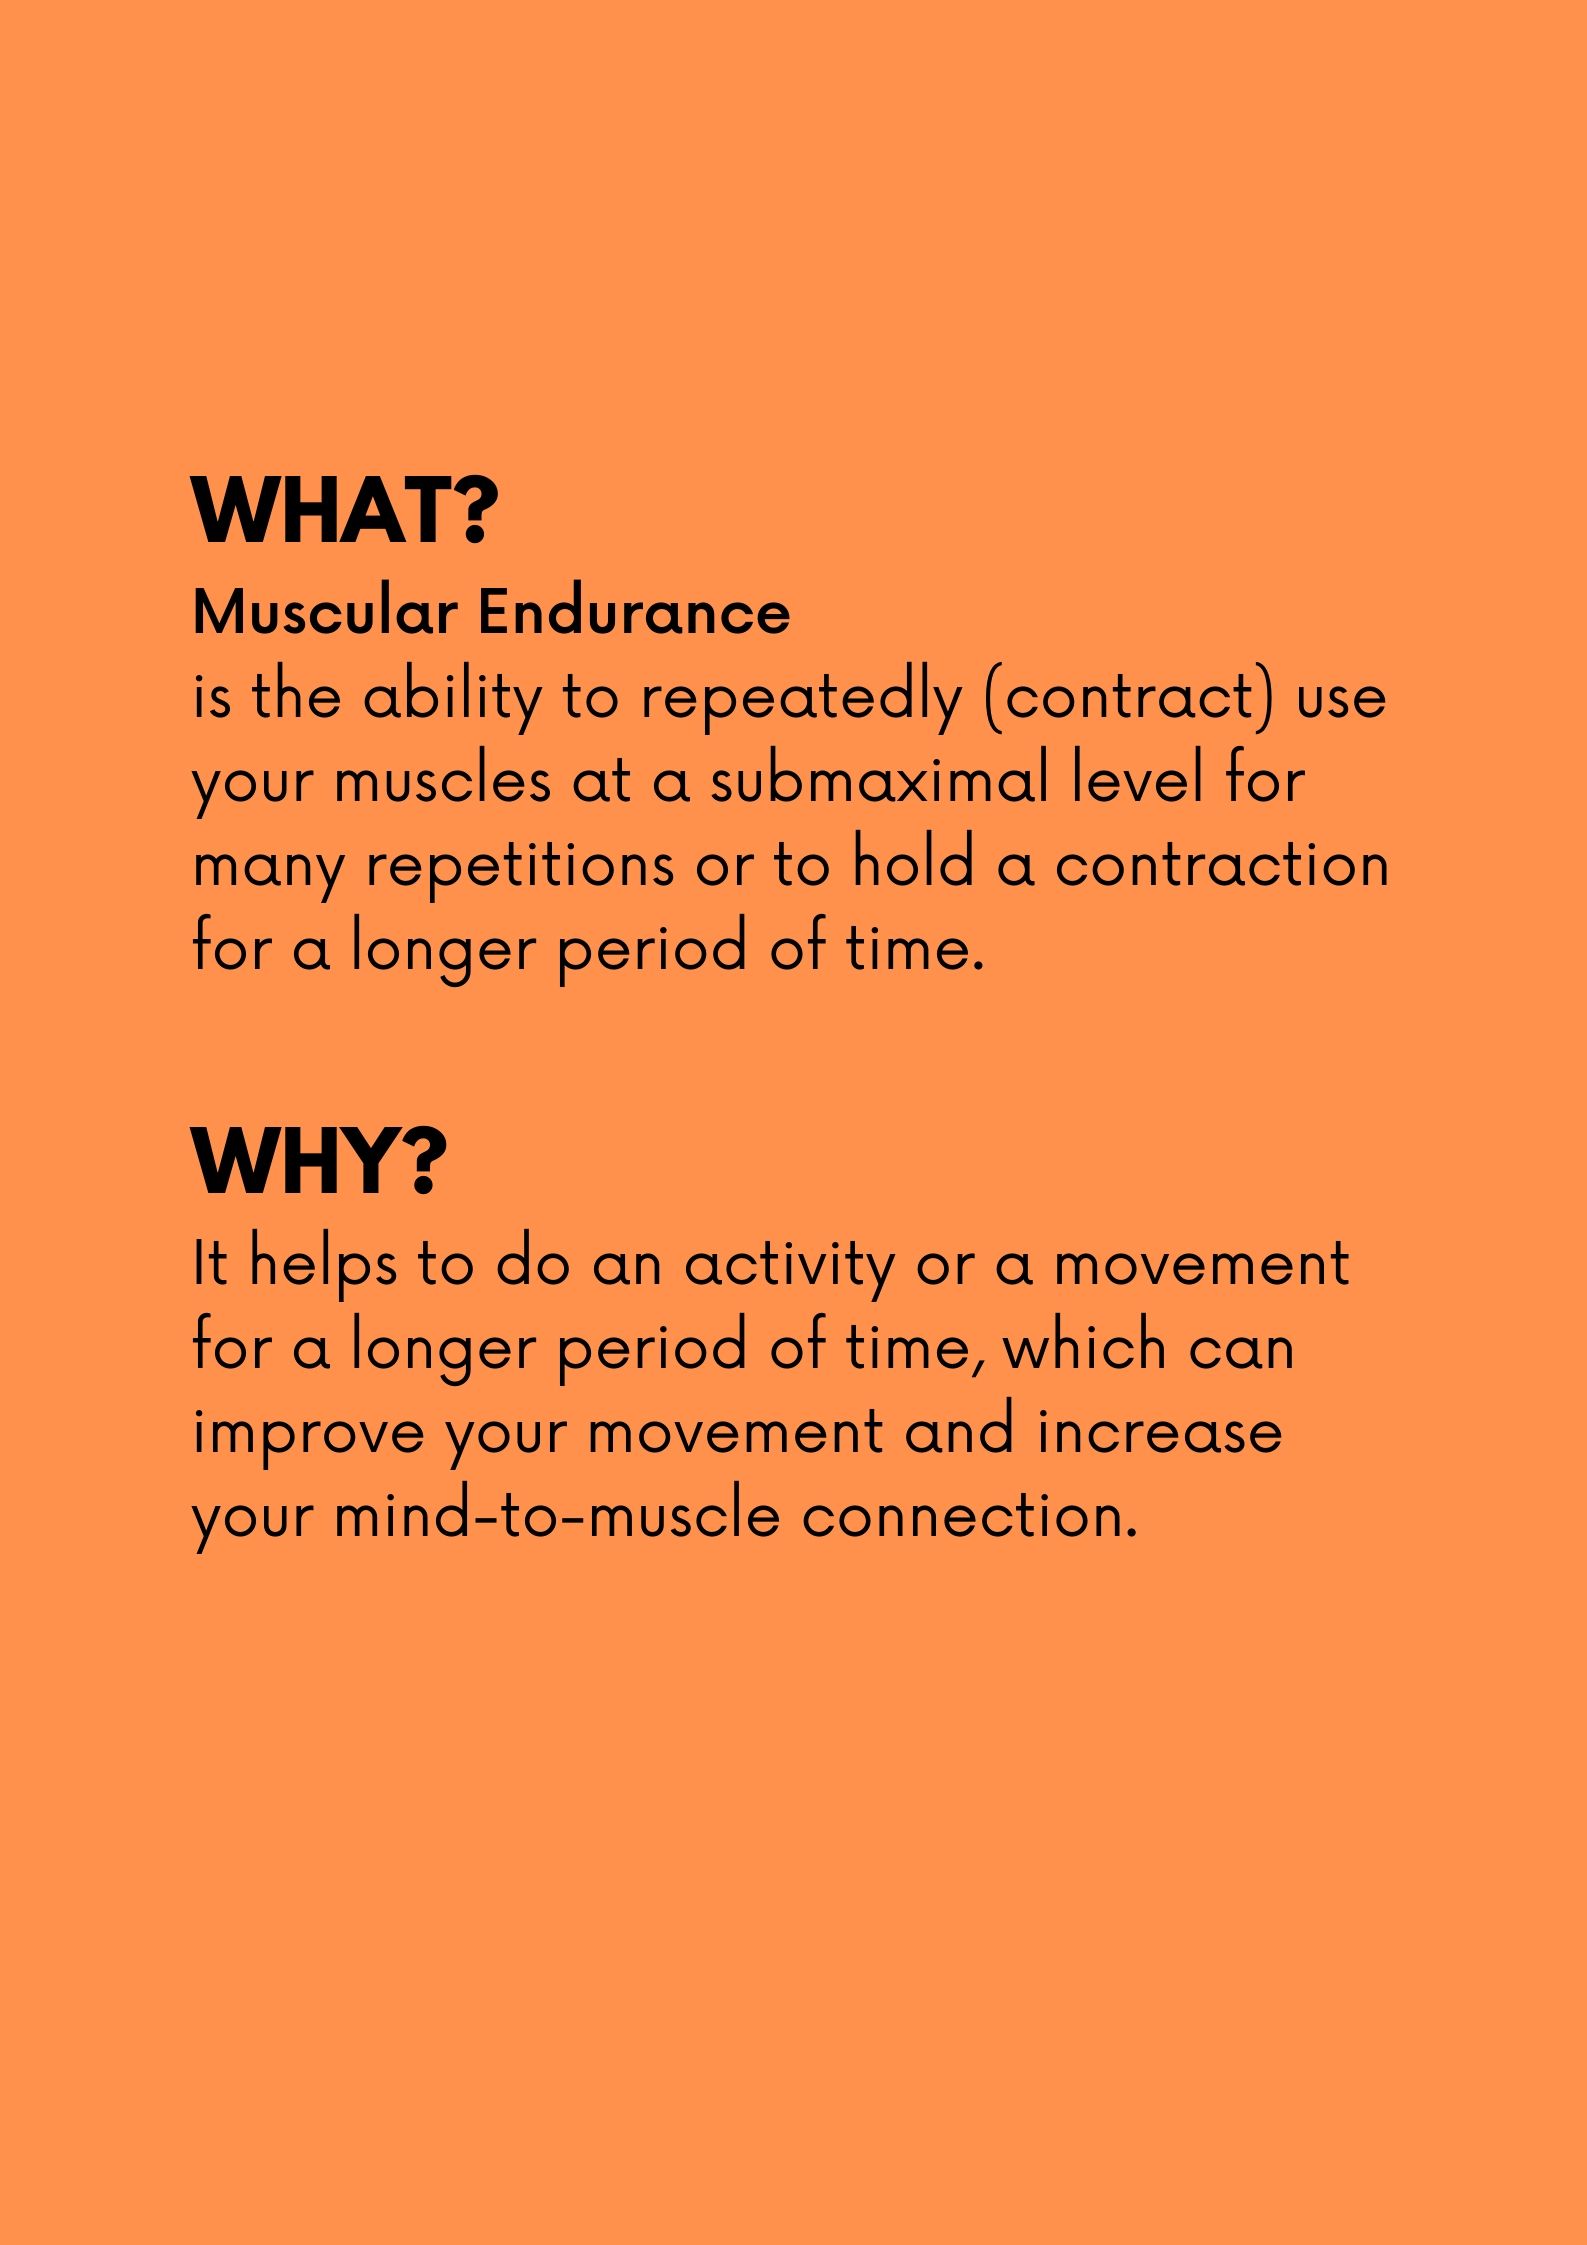 WHAT?
Muscular Endurance
is the ability to repeatedly (contract) use
your muscles at a submaximal level for
many repetitions or to hold a contraction
for a longer period of time.
WHY?
It helps to do an activity or a movement
for a longer period of time, which can
improve your movement and increase
your mind-to-muscle connection.